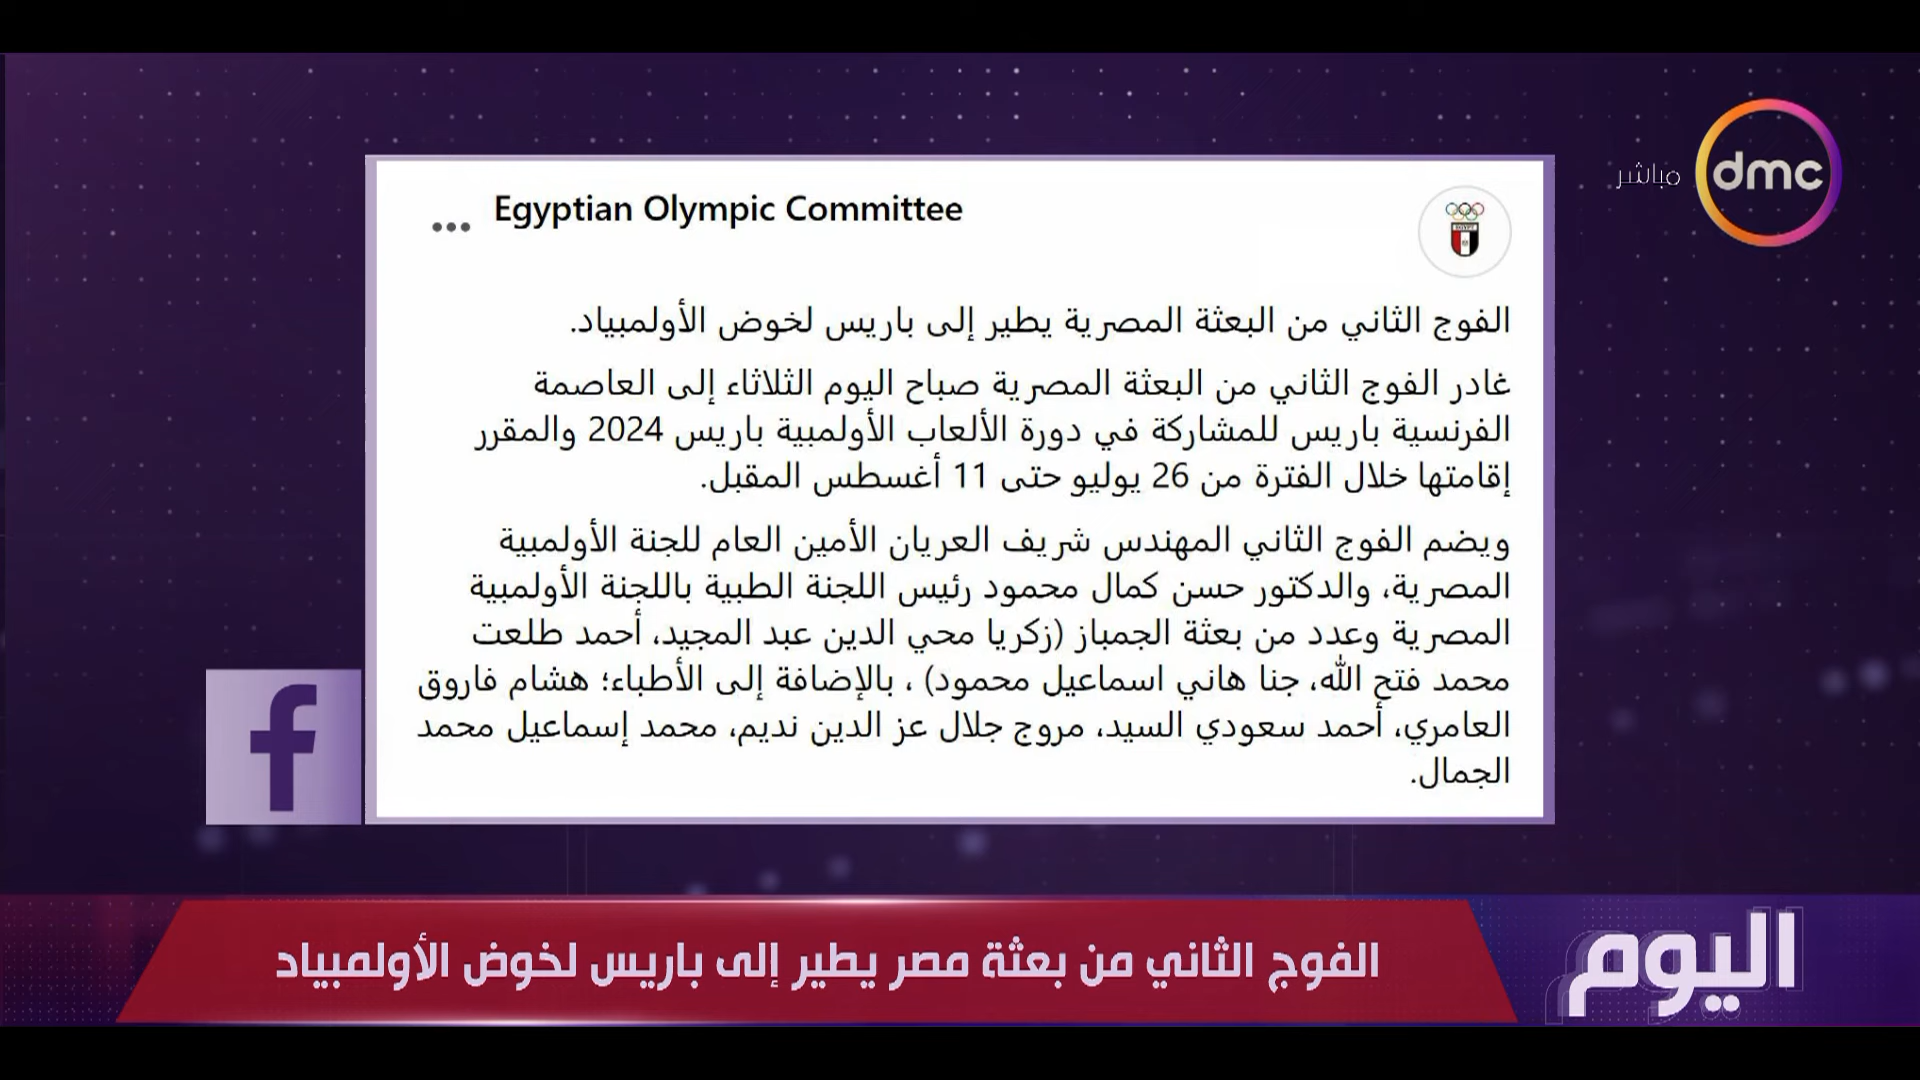 dmc
مباشر
Egyptian Olympic Committee
EGYPT
الفوج الثاني من البعثة المصرية يطير إلى باريس لخوض الأولمبياد.
غادر الفوج الثاني من البعثة المصرية صباح اليوم الثلاثاء إلى العاصمة
الفرنسية باريس للمشاركة في دورة الألعاب الأولمبية باريس 2024 والمقرر
إقامتها خلال الفترة من 26 يوليو حتى 11 أغسطس المقبل.
ويضم الفوج الثاني المهندس شريف العريان الأمين العام للجنة الأولمبية
المصرية، والدكتور حسن كمال محمود رئيس اللجنة الطبية باللجنة الأولمبية
المصرية وعدد من بعثة الجمباز (زكريا محي الدين عبد المجيد، أحمد طلعت
محمد فتح الله، جنا هاني اسماعيل محمود) ، بالإضافة إلى الأطباء؛ هشام فاروق
العامري، أحمد سعودي السيد، مروج جلال عز الدين نديم، محمد إسماعيل محمد
الجمال.
f
اليوم
الفوج الثاني من بعثة مصر يطير إلى باريس لخوض الأولمبياد